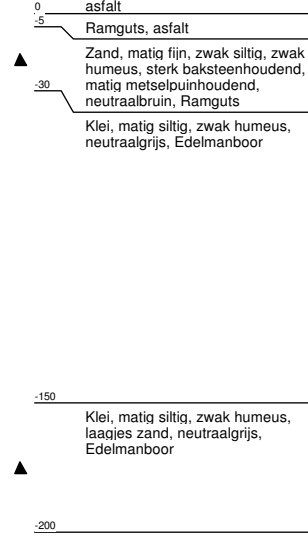 0
asfalt
-5
Ramguts, asfalt
Zand, matig fijn, zwak siltig, zwak
humeus, sterk baksteenhoudend,
matig metselpuinhoudend,
neutraalbruin, Ramguts
-30
Klei, matig siltig, zwak humeus,
neutraalgrijs, Edelmanboor
-150
Klei, matig siltig, zwak humeus,
laagjes zand, neutraalgrijs,
Edelmanboor
-200